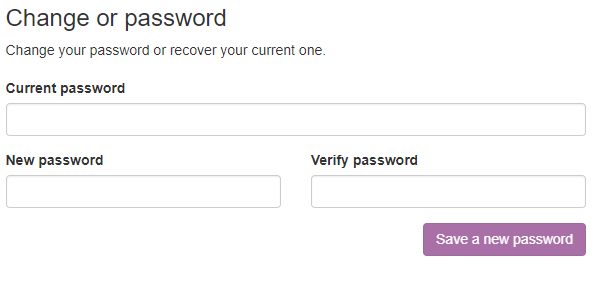 Change or password
Change your password or recover your current one.
Current password
New password
Verify password
Save a new password